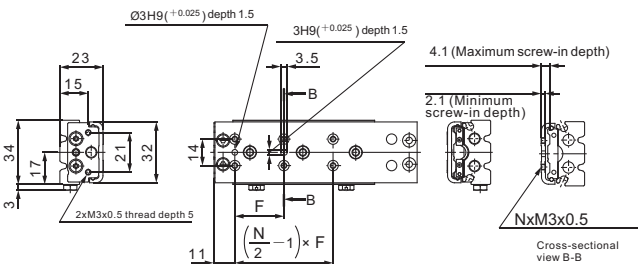 Ø3H9(+0.025) depth 1.5
3H9(+0.025) depth 1.5
23
15
3.5
B
4.1 (Maximum screw-in depth)
2.1 (Minimum
screw-in depth)
34
17
3
21
32
14
2xM3x0.5 thread depth 5
F
B
11
(N/2 −1)× F
NxM3x0.5
Cross-sectional
view B-B